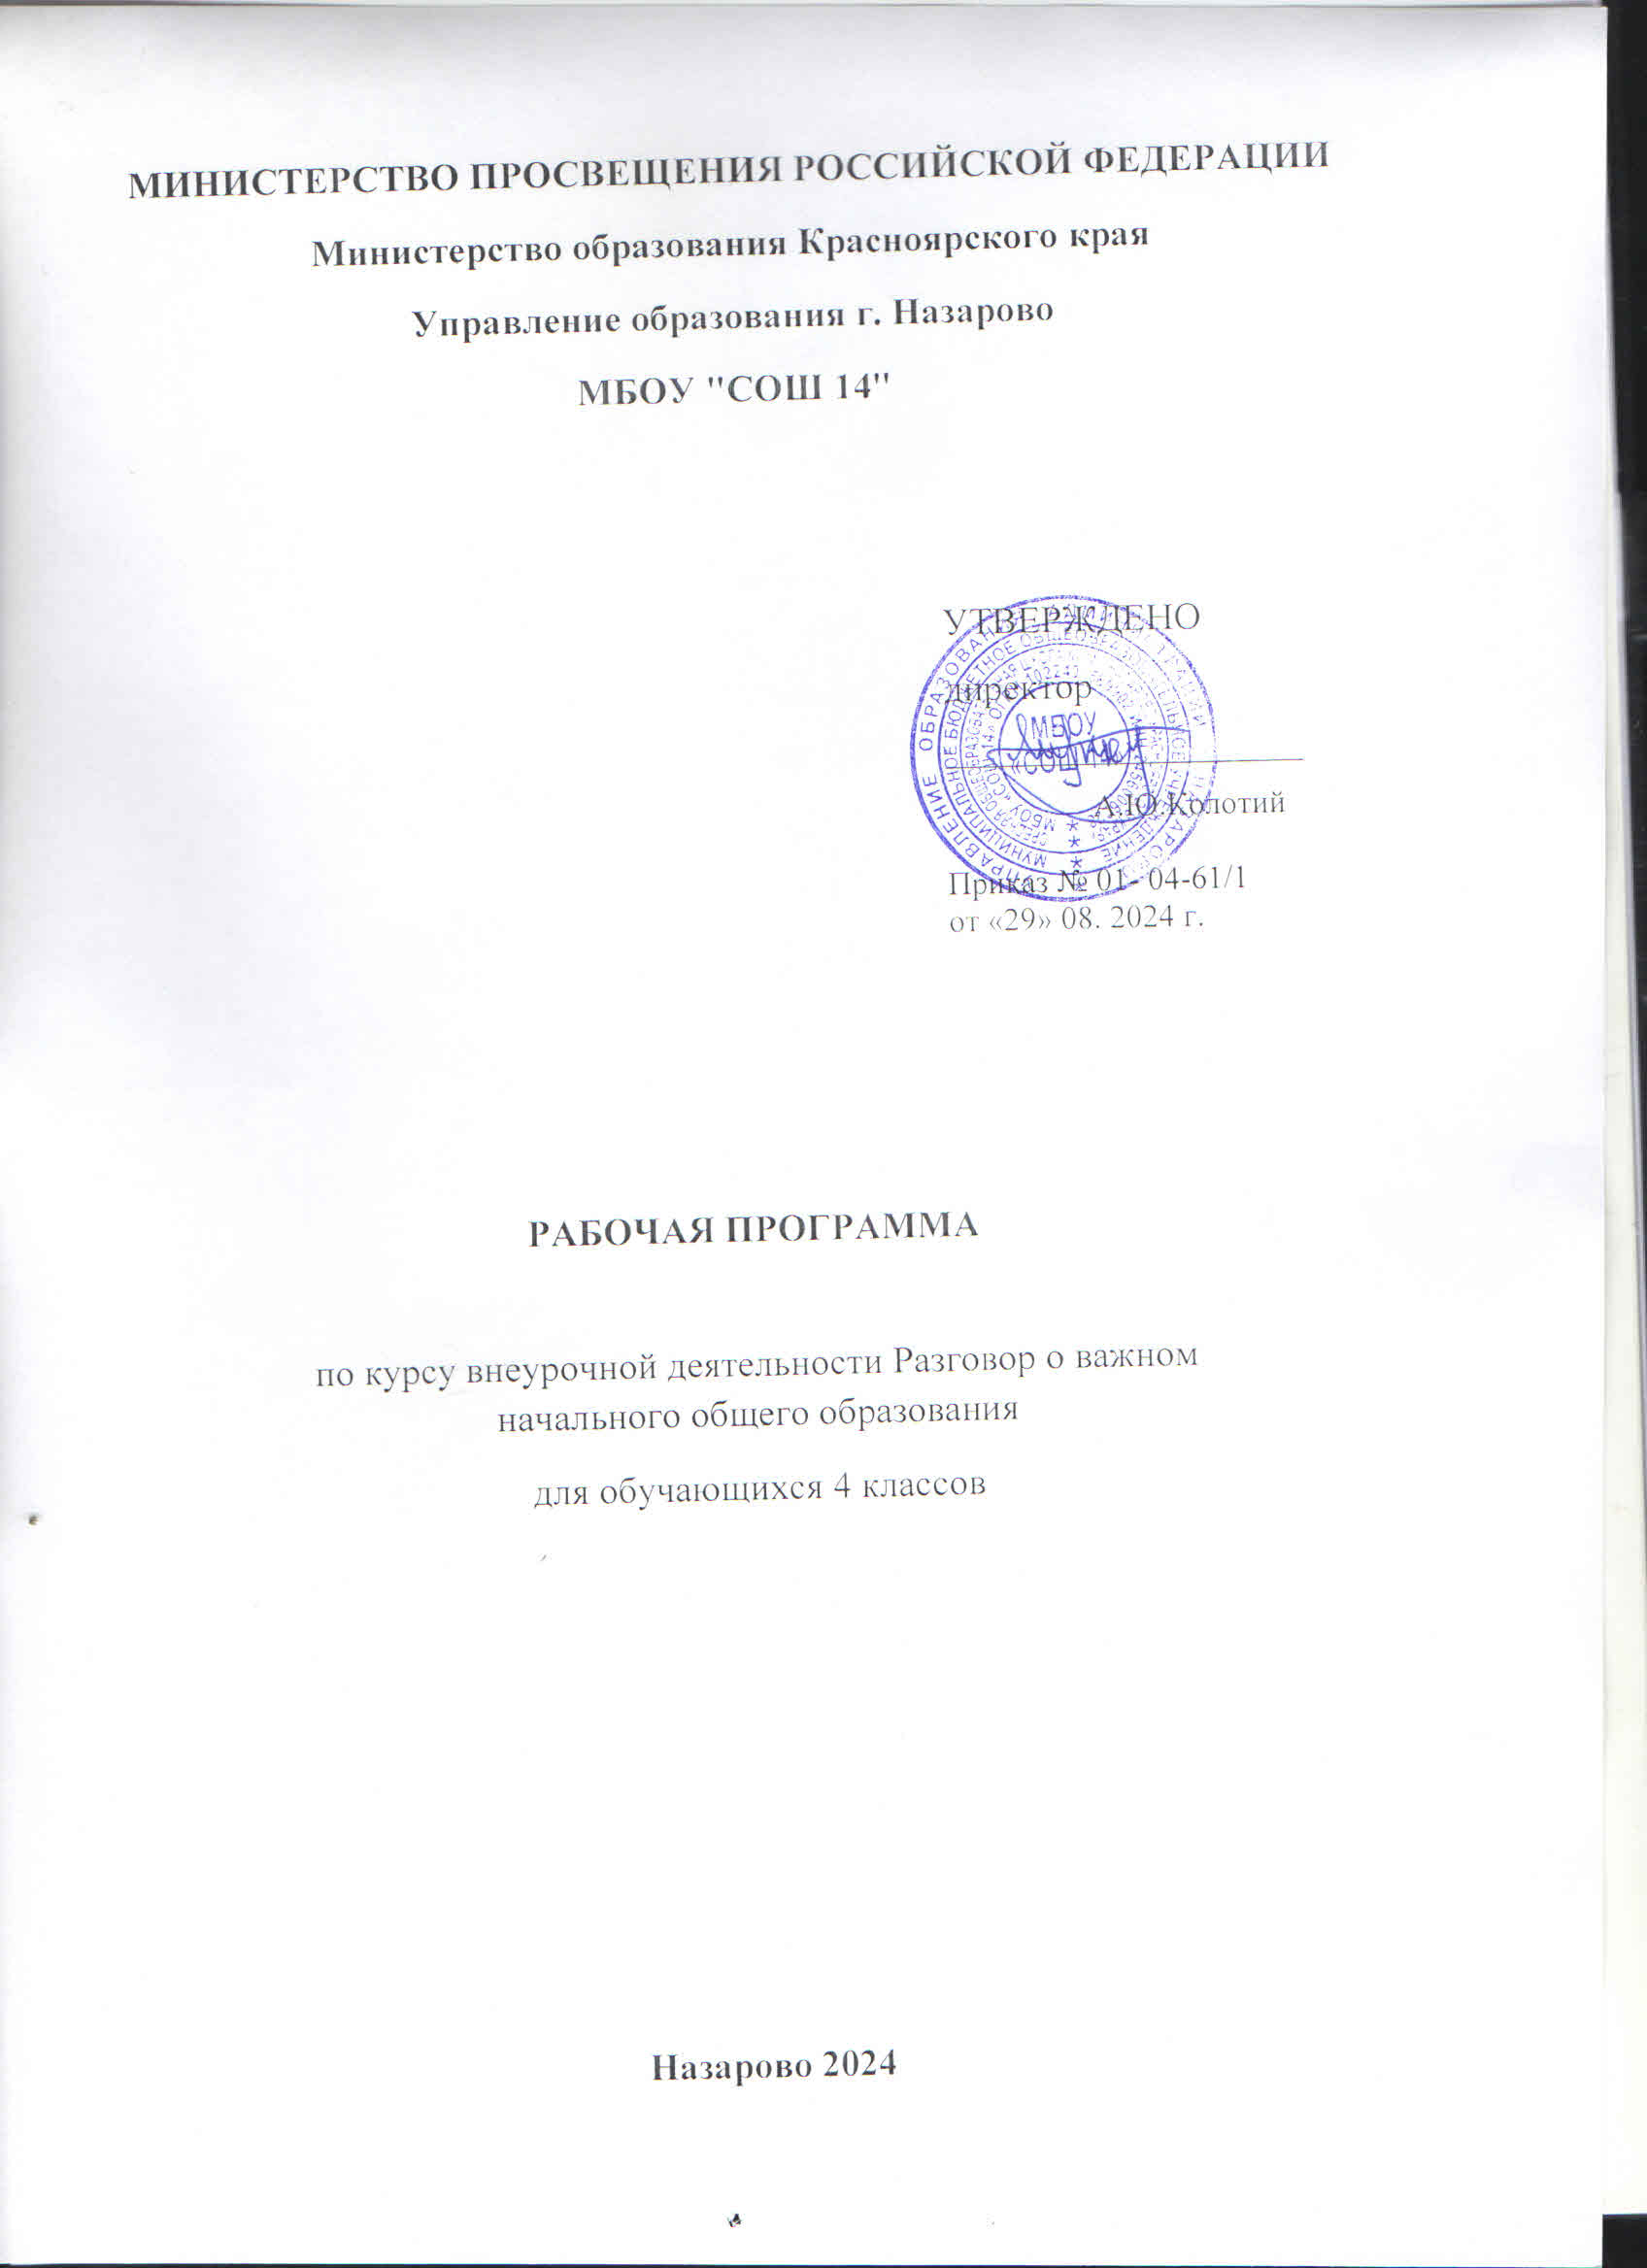 МИНИСТЕРСТВО ПРОСВЕЩЕНИЯ РОССИЙСКОЙ ФЕДЕРАЦИИ
Министерство образования Красноярского края
Управление образования г. Назарово
МБОУ "СОШ 14"
УТВЕРЖДЕНО
директор
МБОУ
А.Ю.Колотий
Приказ № 01- 04-61/1
от «29» 08. 2024 г.
РАБОЧАЯ ПРОГРАММА
по курсу внеурочной деятельности Разговор о важном
начального общего образования
для обучающихся 4 классов
Назарово 2024